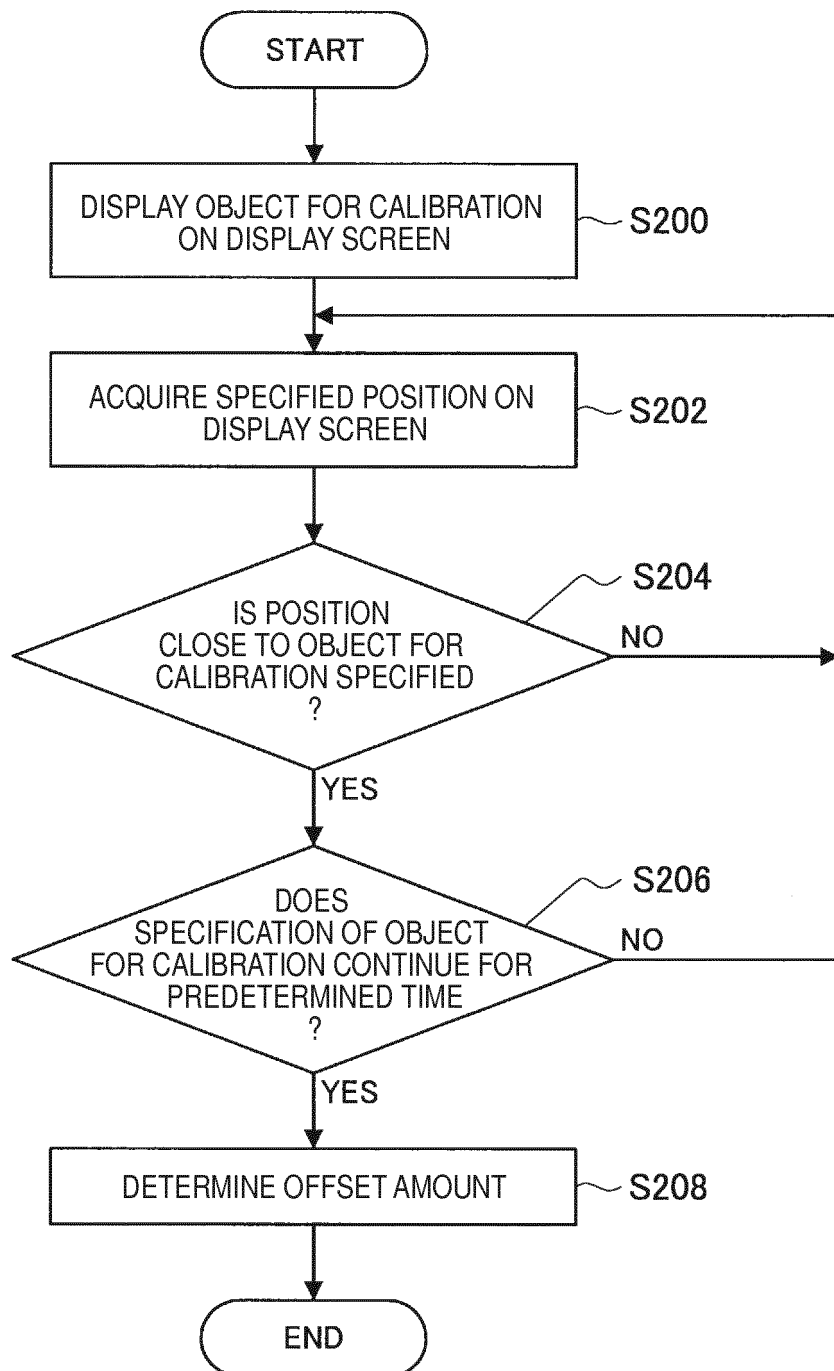 START
DISPLAY OBJECT FOR CALIBRATION
ON DISPLAY SCREEN
S200
ACQUIRE SPECIFIED POSITION ON
DISPLAY SCREEN
S202
S204
IS POSITION
CLOSE TO OBJECT FOR
CALIBRATION SPECIFIED
?
NO
YES
S206
DOES
SPECIFICATION OF OBJECT
FOR CALIBRATION CONTINUE FOR
PREDETERMINED TIME
?
NO
YES
DETERMINE OFFSET AMOUNT
S208
END